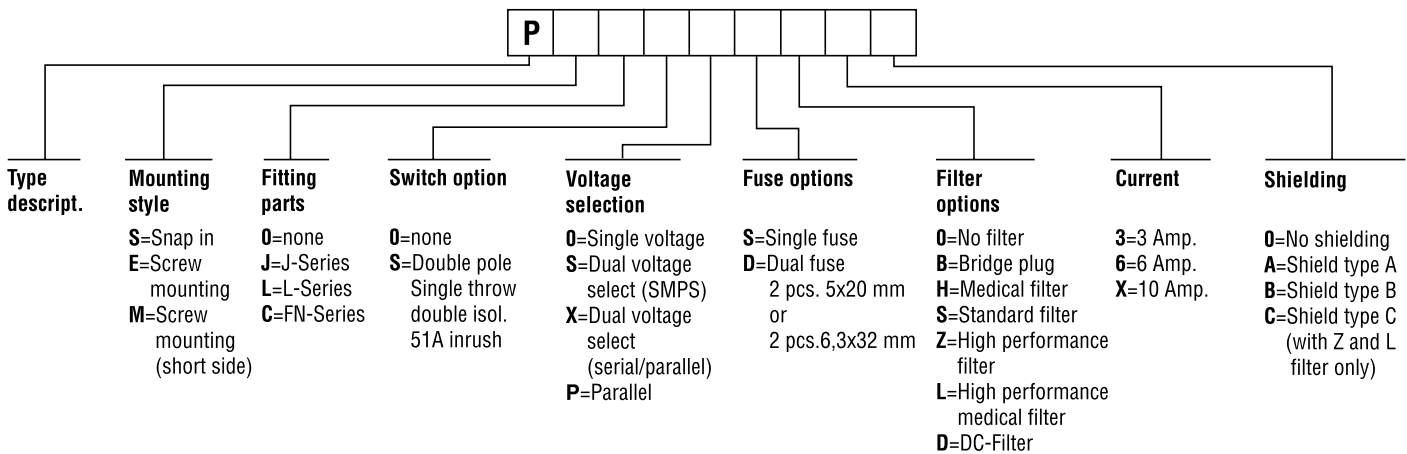 P
Type
descript.
Mounting
style
S=Snap in
E=Screw
mounting
M=Screw
mounting
(short side)
Fitting
parts
0=none
J=J-Series
L=L-Series
C=FN-Series
Switch option
0=none
S=Double pole
Single throw
double isol.
51A inrush
Voltage
selection
0=Single voltage
S=Dual voltage
select (SMPS)
X=Dual voltage
select
(serial/parallel)
P=Parallel
Fuse options
S=Single fuse
D=Dual fuse
2 pcs. 5x20 mm
or
2 pcs.6,3x32 mm
Filter
options
0=No filter
B=Bridge plug
H=Medical filter
S=Standard filter
Z=High performance
filter
L=High performance
medical filter
D=DC-Filter
Current
3=3 Amp.
6=6 Amp.
X=10 Amp.
Shielding
0=No shielding
A=Shield type A
B=Shield type B
C=Shield type C
(with Z and L
filter only)